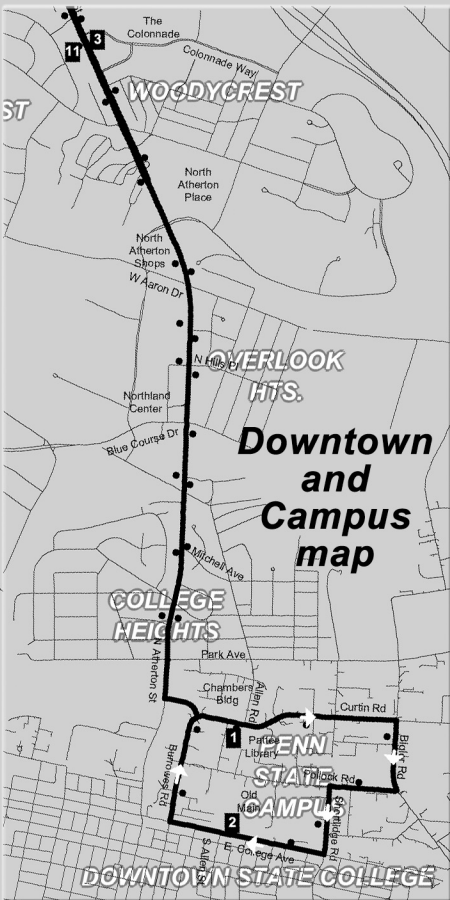 The
Colonnade
3
11
Colonnade Way
WOODYCREST
ST
North
Atherton
Place
North
Atherton
Shops
W Aaron Dr
OVERLOOK
HTS.
N Hills Pl
Northland
Center
Blue Course Dr
Downtown
and
Campus
map
Mitchell Ave
COLLEGE
HEIGHTS
N Atherton St
Park Ave
Chambers
Bldg
Allen Rd
Curtin Rd
1
Pattee
Library
PENN
STATE
CAMPUS
Bigler Rd
Pollock Rd
Burrowes Rd
Old
Main
Shortlidge Rd
2
E. College Ave
S Allen St
DOWNTOWN STATE COLLEGE